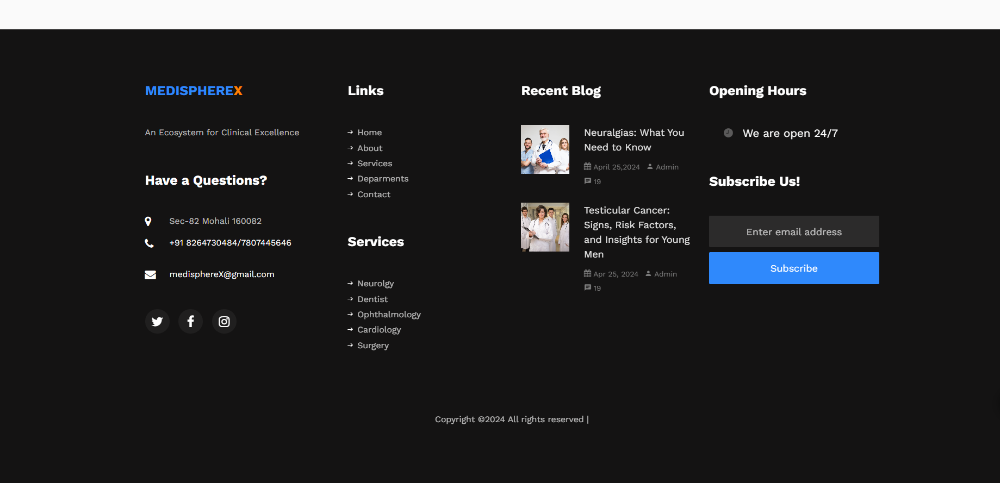 MEDISPHEREX
An Ecosystem for Clinical Excellence
Have a Questions?
Sec-82 Mohali 160082
+91 8264730484/7807445646
medisphereX@gmail.com
Links
Home
About
Services
Deparments
Contact
Services
Neurolgy
Dentist
Ophthalmology
Cardiology
Surgery
Recent Blog
Neuralgias: What You
Need to Know
April 25,2024 Admin
19
Testicular Cancer:
Signs, Risk Factors,
and Insights for Young
Men
Apr 25, 2024 Admin
19
Opening Hours
We are open 24/7
Subscribe Us!
Enter email address
Subscribe
Copyright ©2024 All rights reserved |